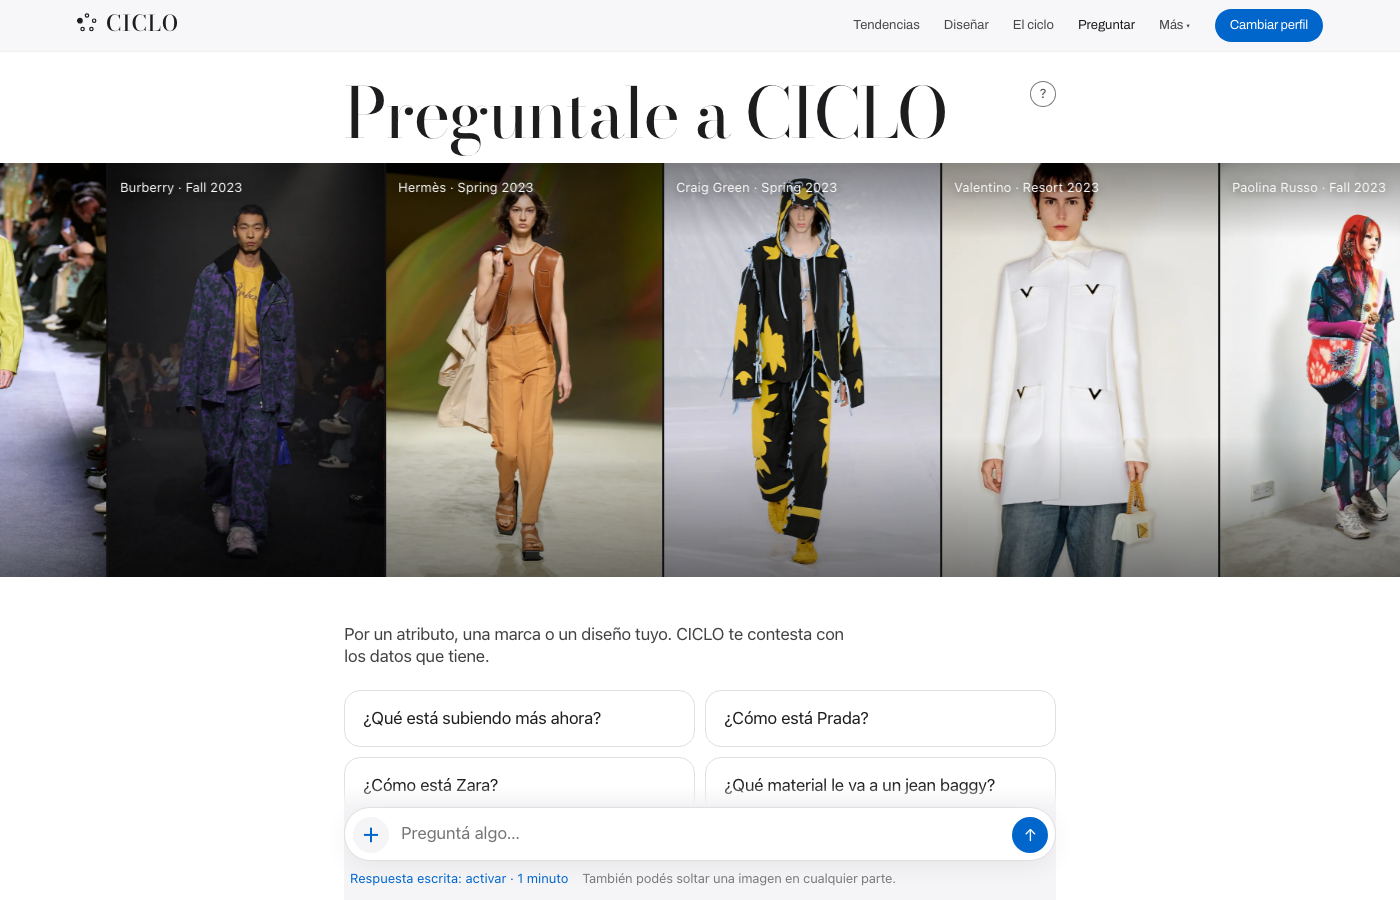 CICLO
Tendencias
Diseñar
El ciclo
Preguntar
Más
Cambiar perfil
Preguntale a CICLO
?
Burberry · Fall 2023
Hermès · Spring 2023
Craig Green · Spring 2023
Valentino · Resort 2023
Paolina Russo · Fall 2023
Por un atributo, una marca o un diseño tuyo. CICLO te contesta con
los datos que tiene.
¿Qué está subiendo más ahora?
¿Cómo está Prada?
¿Cómo está Zara?
¿Qué material le va a un jean baggy?
Preguntá algo...
Respuesta escrita: activar · 1 minuto
También podés soltar una imagen en cualquier parte.